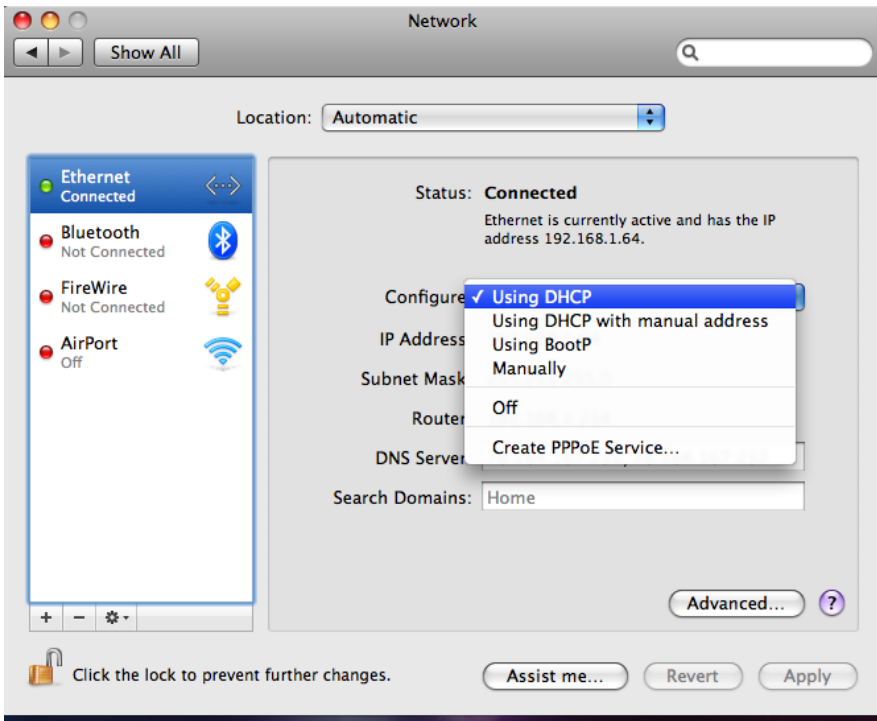 Network
Show All
Location: Automatic
Ethernet
Connected
Bluetooth
Not Connected
FireWire
Not Connected
AirPort
Off
Status: Connected
Ethernet is currently active and has the IP
address 192.168.1.64.
Configure
Using DHCP
Using DHCP with manual address
Using BootP
Manually
Off
Create PPPoE Service...
IP Address
Subnet Mask
Router
DNS Server
Search Domains: Home
Advanced... ?
Click the lock to prevent further changes.
Assist me... Revert Apply